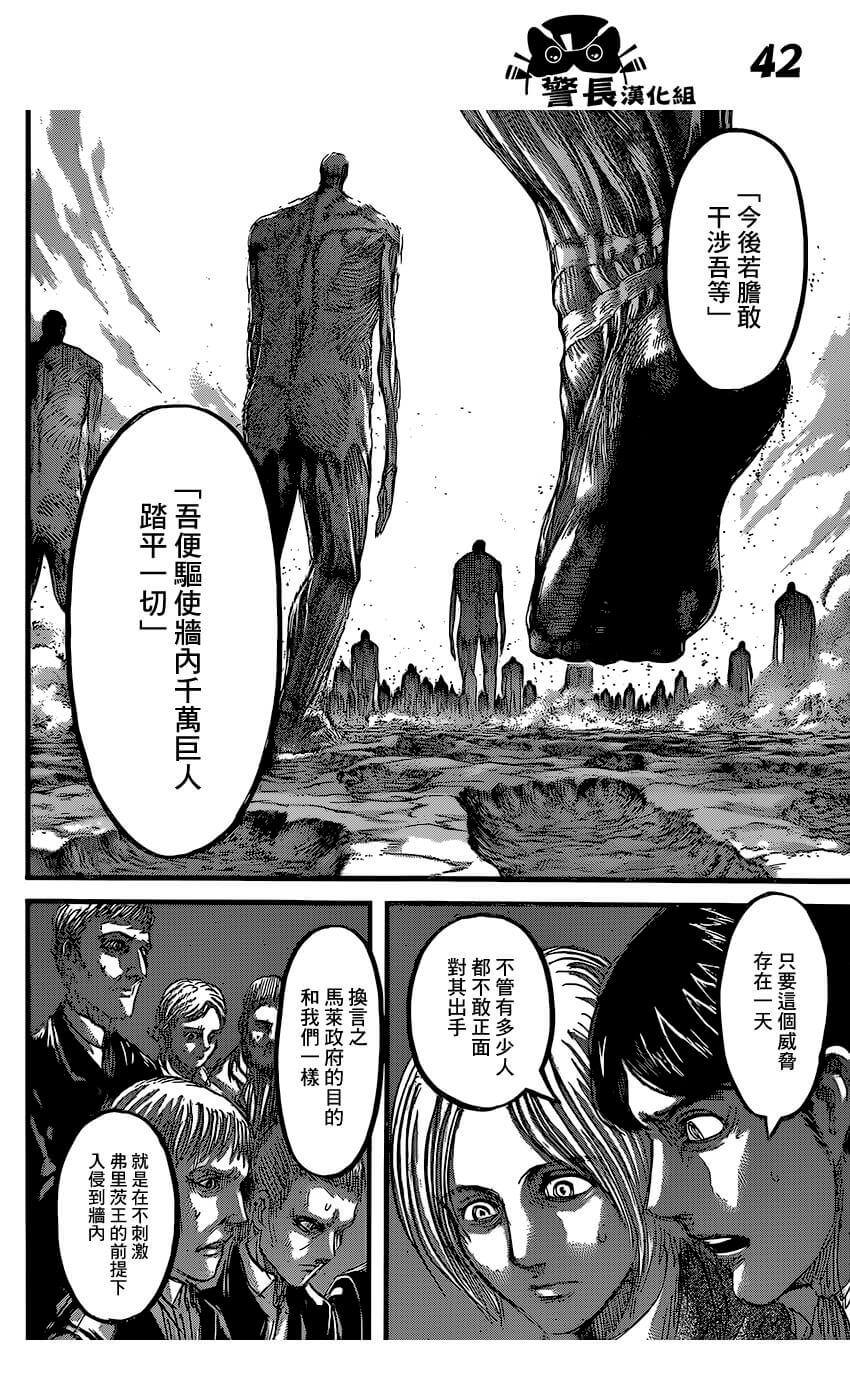 警長漢化組
42
「今後若膽敢
干涉吾等」
「吾便驅使牆內千萬巨人
踏平一切」
只要這個威脅
存在一天
不管有多少人
都不敢正面
對其出手
換言之
馬萊政府的目的
和我們一樣
就是在不刺激
弗里茨王的前提下
入侵到牆內